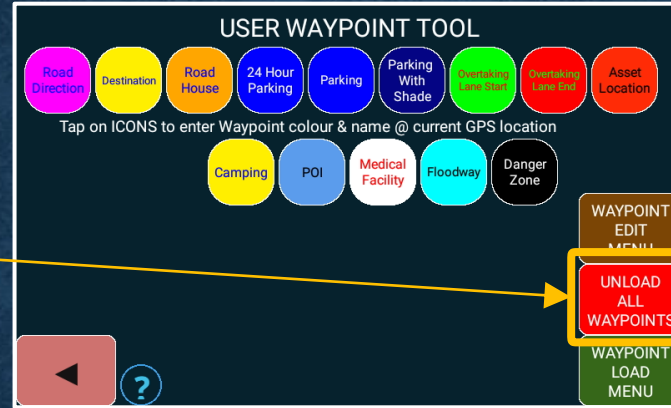 USER WAYPOINT TOOL
Road
Direction
Destination
Road
House
24 Hour
Parking
Parking
Parking
With
Shade
Overtaking
Lane Start
Overtaking
Lane End
Asset
Location
Tap on ICONS to enter Waypoint colour & name @ current GPS location
Camping
POI
Medical
Facility
Floodway
Danger
Zone
WAYPOINT
EDIT
MENU
UNLOAD
ALL
WAYPOINTS
WAYPOINT
LOAD
MENU
?